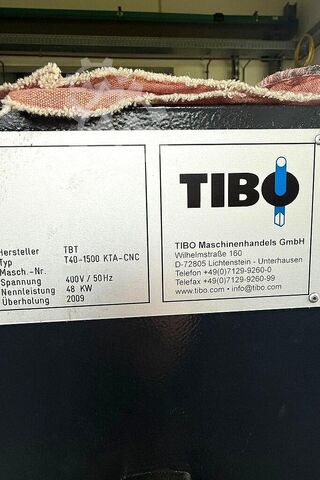 Hersteller TBT
Typ T40-1500 KTA-CNC
Masch.-Nr.
Spannung 400V / 50Hz
Nennleistung 48 KW
Überholung 2009
TIBO
TIBO Maschinenhandels GmbH
Wilhelmstraße 160
D-72805 Lichtenstein - Unterhausen
Telefon +49(0)7129-9260-0
Telefax +49(0)7129-9260-99
www.tibo.com • info@tibo.com